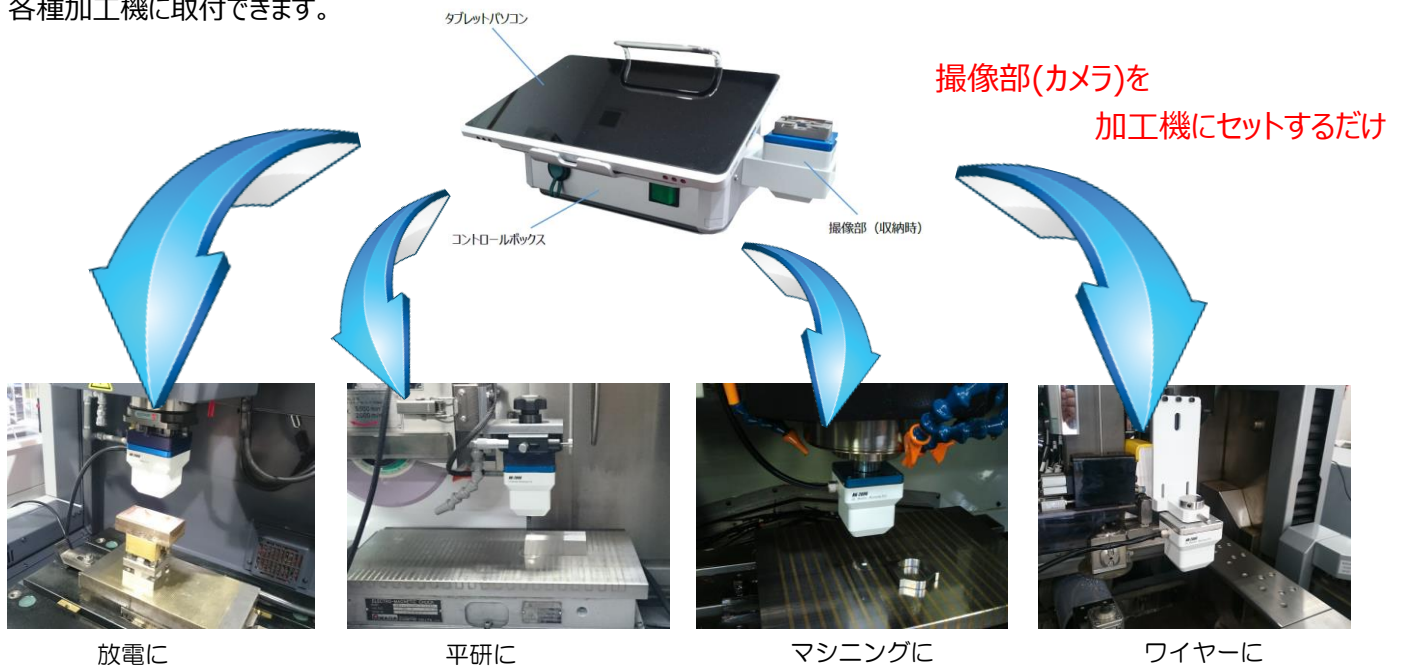 各種加工機に取付できます。
タブレットパソコン
撮像部(カメラ)を
加工機にセットするだけ
撮像部（収納時）
コントロールボックス
ELECTRO-MAGNETIC CHUCK
放電に
平研に
マシニングに
ワイヤーに